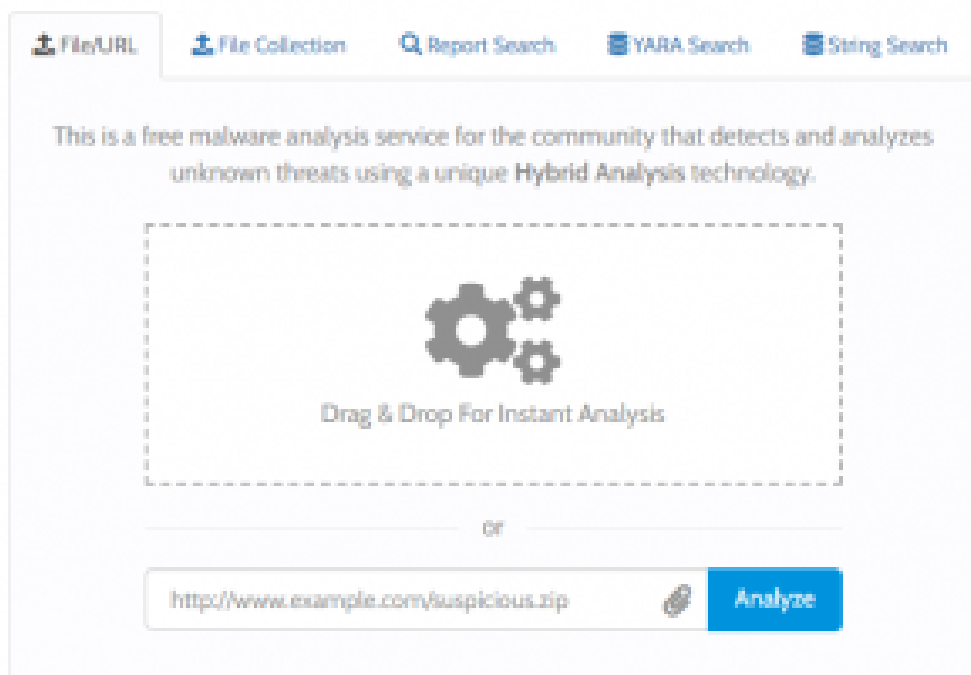 File/URL File Collection Report Search YARA Search String Search
This is a free malware analysis service for the community that detects and analyzes
unknown threats using a unique Hybrid Analysis technology.
Drag & Drop For Instant Analysis
or
http://www.example.com/suspicious.zip Analyze